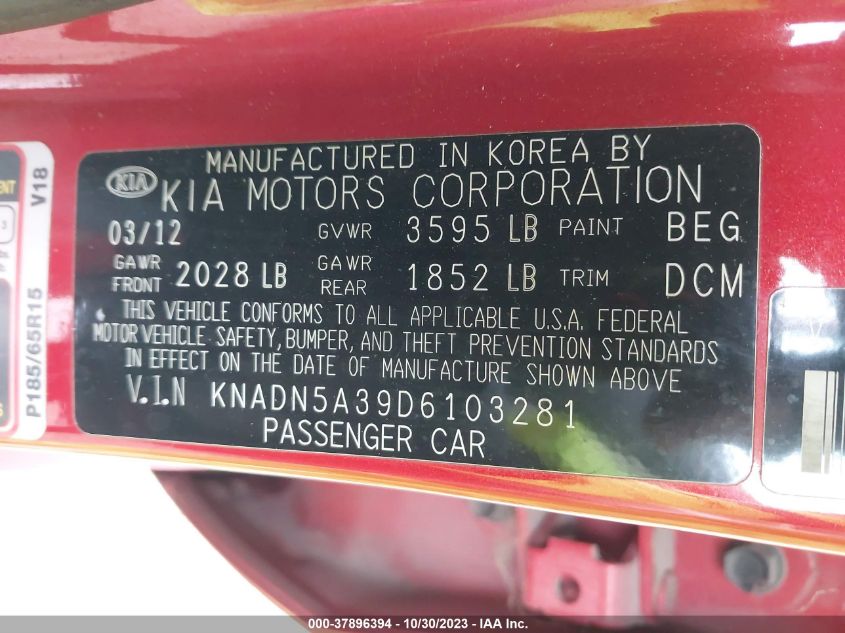 MANUFACTURED IN KOREA BY
KIA KIA MOTORS CORPORATION
03/12 GVWR 3595 LB PAINT BEG
GAWR FRONT 2028 LB GAWR REAR 1852 LB TRIM DCM
THIS VEHICLE CONFORMS TO ALL APPLICABLE U.S.A. FEDERAL
MOTOR VEHICLE SAFETY, BUMPER, AND THEFT PREVENTION STANDARDS
IN EFFECT ON THE DATE OF MANUFACTURE SHOWN ABOVE
V.I.N KNADN5A39D6103281
PASSENGER CAR
P185/65R15 V18
000-37896394 - 10/30/2023 - IAA Inc.